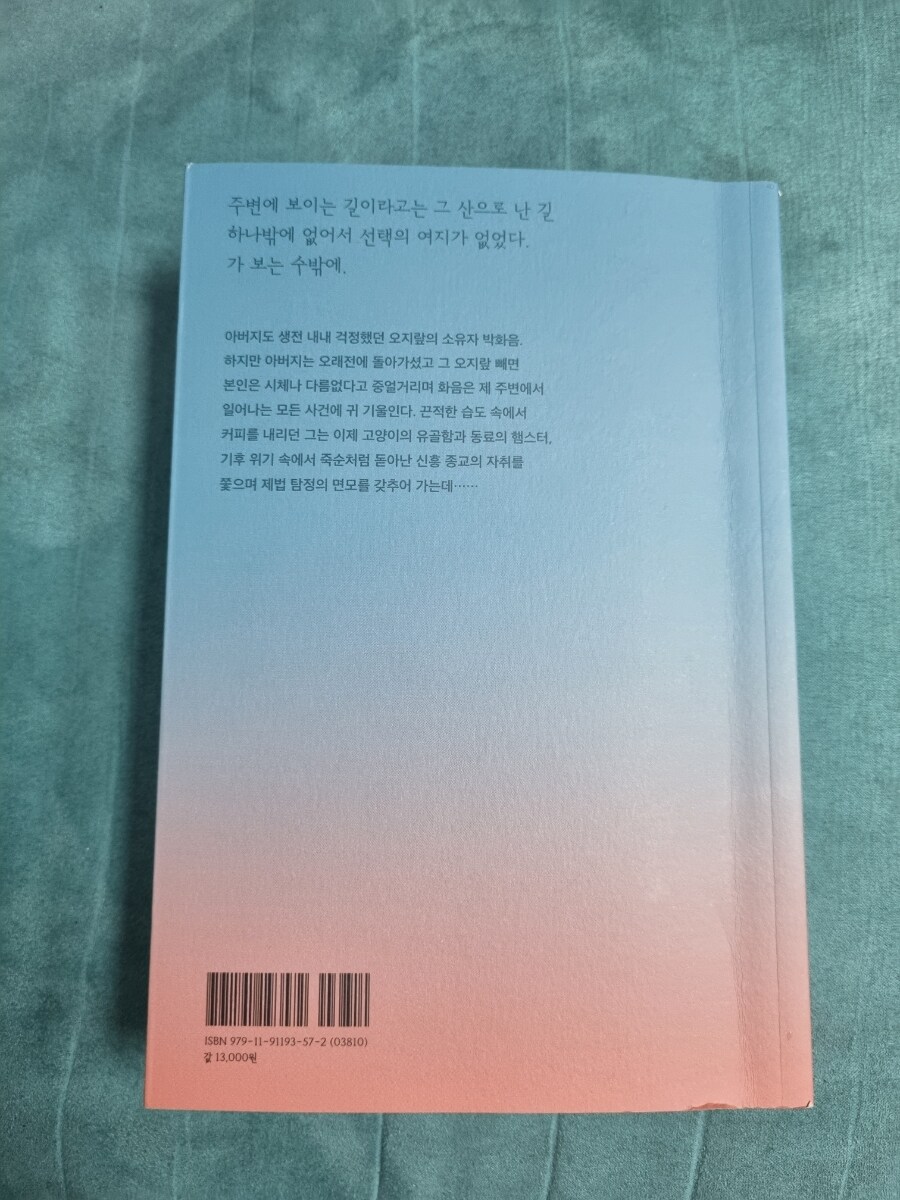 주변에 보이는 길이라고는 그 산으로 난 길
하나밖에 없어서 선택의 여지가 없었다.
가 보는 수밖에.
아버지도 생전 내내 걱정했던 오지랖의 소유자 박화음.
하지만 아버지는 오래전에 돌아가셨고 그 오지랖 빼면
본인은 시체나 다름없다고 중얼거리며 화음은 제 주변에서
일어나는 모든 사건에 귀 기울인다. 끈적한 습도 속에서
커피를 내리던 그는 이제 고양이의 유골함과 동료의 햄스터,
기후 위기 속에서 죽순처럼 돋아난 신흥 종교의 자취를
쫓으며 제법 탐정의 면모를 갖추어 가는데……
ISBN 979-11-91193-57-2 (03810)
값 13,000원